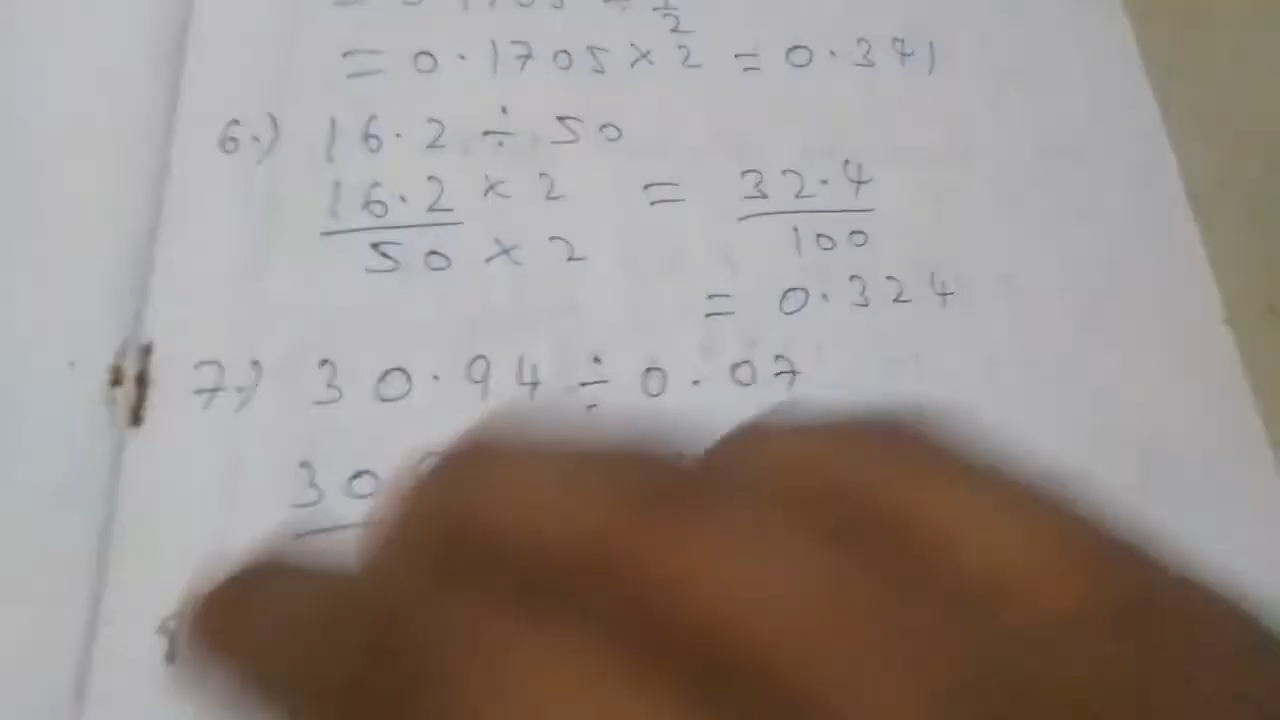 = 0.1705 × 2 = 0.341
6.) 16.2 ÷ 50
16.2 × 2 = 32.4
50 × 2 100
= 0.324
7.) 30.94 ÷ 0.07
30